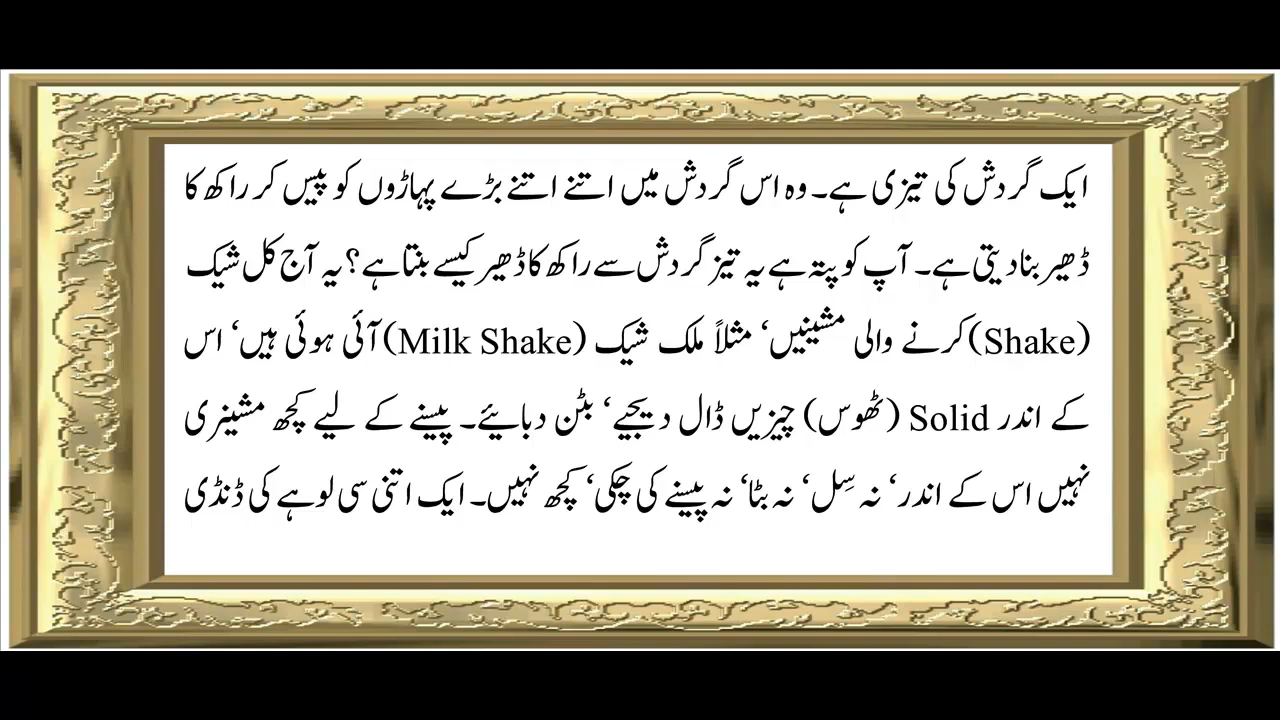 ایک گردش کی تیزی ہے۔ وہ اس گردش میں اتنے اتنے بڑے پہاڑوں کو پیس کر راکھ کا
ڈھیر بنا دیتی ہے۔ آپ کو پتہ ہے یہ تیز گردش سے راکھ کا ڈھیر کیسے بنتا ہے؟ یہ آج کل شیک
(Shake) کرنے والی مشینیں‘ مثلاً ملک شیک (Milk Shake) آئی ہوئی ہیں‘ اس
کے اندر Solid (ٹھوس) چیزیں ڈال دیجیے‘ بٹن دبائیے۔ پیسنے کے لیے کچھ مشینری
نہیں اس کے اندر‘ نہ سِل‘ نہ بٹا‘ نہ پیسنے کی چکی‘ کچھ نہیں۔ ایک اتنی سی لوہے کی ڈنڈی